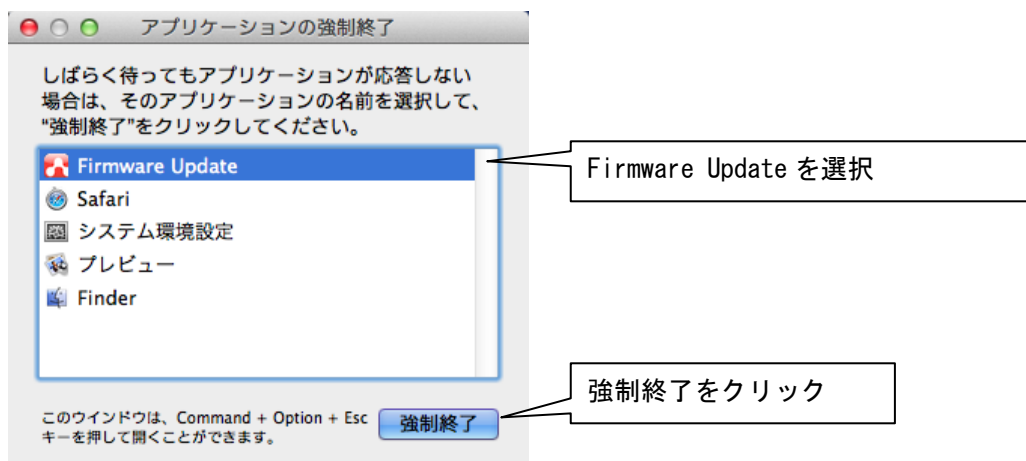 アプリケーションの強制終了
しばらく待ってもアプリケーションが応答しない
場合は、そのアプリケーションの名前を選択して、
“強制終了”をクリックしてください。
Firmware Update
Safari
システム環境設定
プレビュー
Finder
このウインドウは、Command + Option + Esc
キーを押して開くことができます。
強制終了
Firmware Update を選択
強制終了をクリック